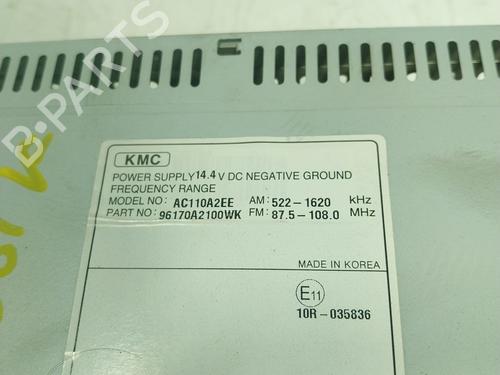 B-PARTS
KMC
POWER SUPPLY 14.4 V DC NEGATIVE GROUND
FREQUENCY RANGE
MODEL NO: AC110A2EE AM: 522-1620 kHz
PART NO: 96170A2100WK FM: 87.5-108.0 MHz
MADE IN KOREA
E11
10R-035836